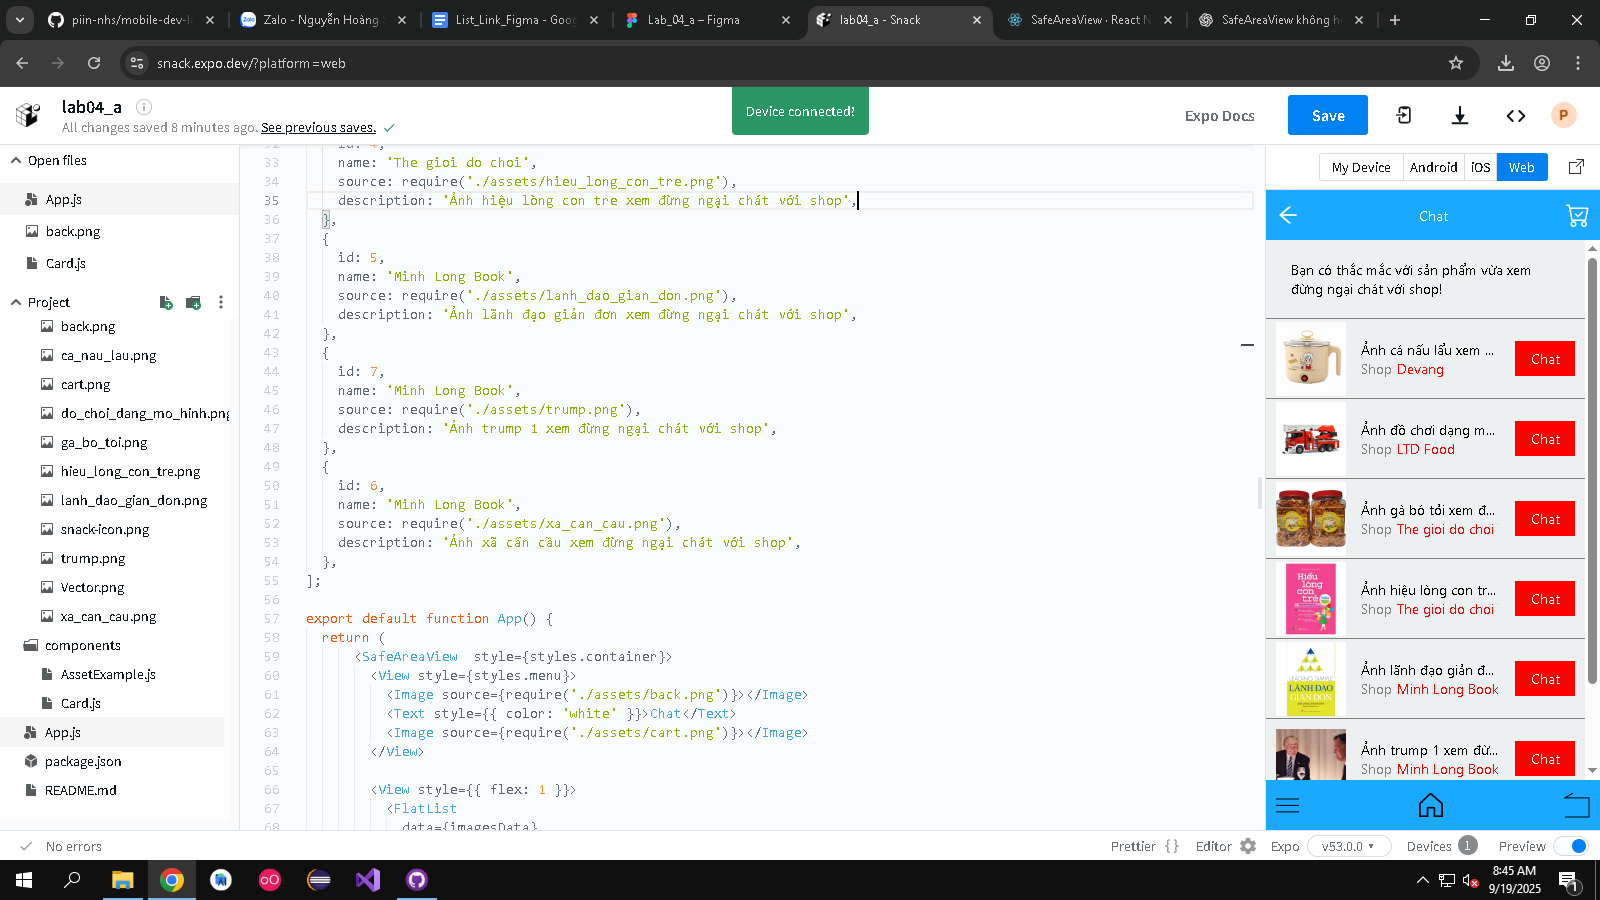 piin-nhs/mobile-dev-l
Zalo - Nguyễn Hoàng
List_Link_Figma - Goog
Lab_04_a – Figma
lab04_a - Snack
SafeAreaView · React N
SafeAreaView không h
snack.expo.dev/?platform=web
lab04_a
All changes saved 8 minutes ago. See previous saves.
Device connected!
Expo Docs
Save
P
Open files
App.js
back.png
Card.js
Project
back.png
ca_nau_lau.png
cart.png
do_choi_dang_mo_hinh.png
ga_bo_toi.png
hieu_long_con_tre.png
lanh_dao_gian_don.png
snack-icon.png
trump.png
Vector.png
xa_can_cau.png
components
AssetExample.js
Card.js
App.js
package.json
README.md
32 id: 4,
33 name: 'The gioi do choi',
34 source: require('./assets/hieu_long_con_tre.png'),
35 description: 'Ảnh hiệu lòng con tre xem đừng ngại chát với shop',
36 },
37 {
38 id: 5,
39 name: 'Minh Long Book',
40 source: require('./assets/lanh_dao_gian_don.png'),
41 description: 'Ảnh lãnh đạo giản đơn xem đừng ngại chát với shop',
42 },
43 {
44 id: 7,
45 name: 'Minh Long Book',
46 source: require('./assets/trump.png'),
47 description: 'Ảnh trump 1 xem đừng ngại chát với shop',
48 },
49 {
50 id: 6,
51 name: 'Minh Long Book',
52 source: require('./assets/xa_can_cau.png'),
53 description: 'Ảnh xã cần cầu xem đừng ngại chát với shop',
54 },
55 ];
56
57 export default function App() {
58 return (
59 <SafeAreaView  style={styles.container}>
60 <View style={styles.menu}>
61 <Image source={require('./assets/back.png')}></Image>
62 <Text style={{ color: 'white' }}>Chat</Text>
63 <Image source={require('./assets/cart.png')}></Image>
64 </View>
65
66 <View style={{ flex: 1 }}>
67 <FlatList
68 data={imagesData}
My Device
Android
iOS
Web
Chat
Bạn có thắc mắc với sản phẩm vừa xem
đừng ngại chát với shop!
Ảnh cá nấu lẩu xem ...
Shop Devang
Chat
Ảnh đồ chơi dạng m...
Shop LTD Food
Chat
Ảnh gà bó tỏi xem đ...
Shop The gioi do choi
Chat
Hiểu
lòng
con
trẻ
Ảnh hiệu lòng con tr...
Shop The gioi do choi
Chat
LEADING SIMPLE
LÃNH ĐẠO
GIẢN ĐƠN
Ảnh lãnh đạo giản đ...
Shop Minh Long Book
Chat
Ảnh trump 1 xem đừ...
Shop Minh Long Book
Chat
No errors
Prettier
Editor
Expo
v53.0.0
Devices
1
Preview
8:45 AM
9/19/2025
1